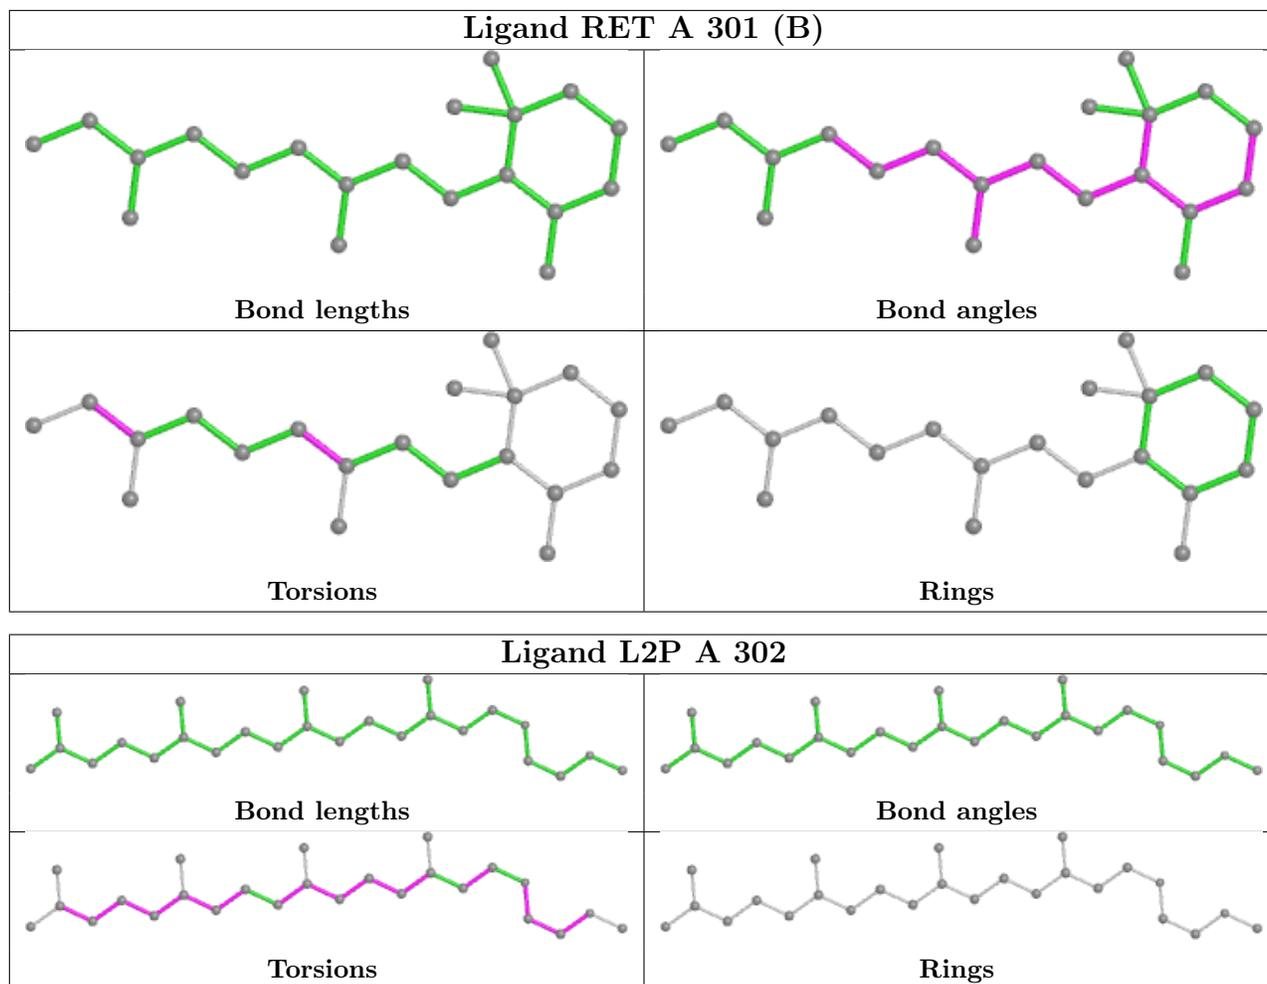 Ligand RET A 301 (B)
Bond lengths
Bond angles
Torsions
Rings
Ligand L2P A 302
Bond lengths
Bond angles
Torsions
Rings